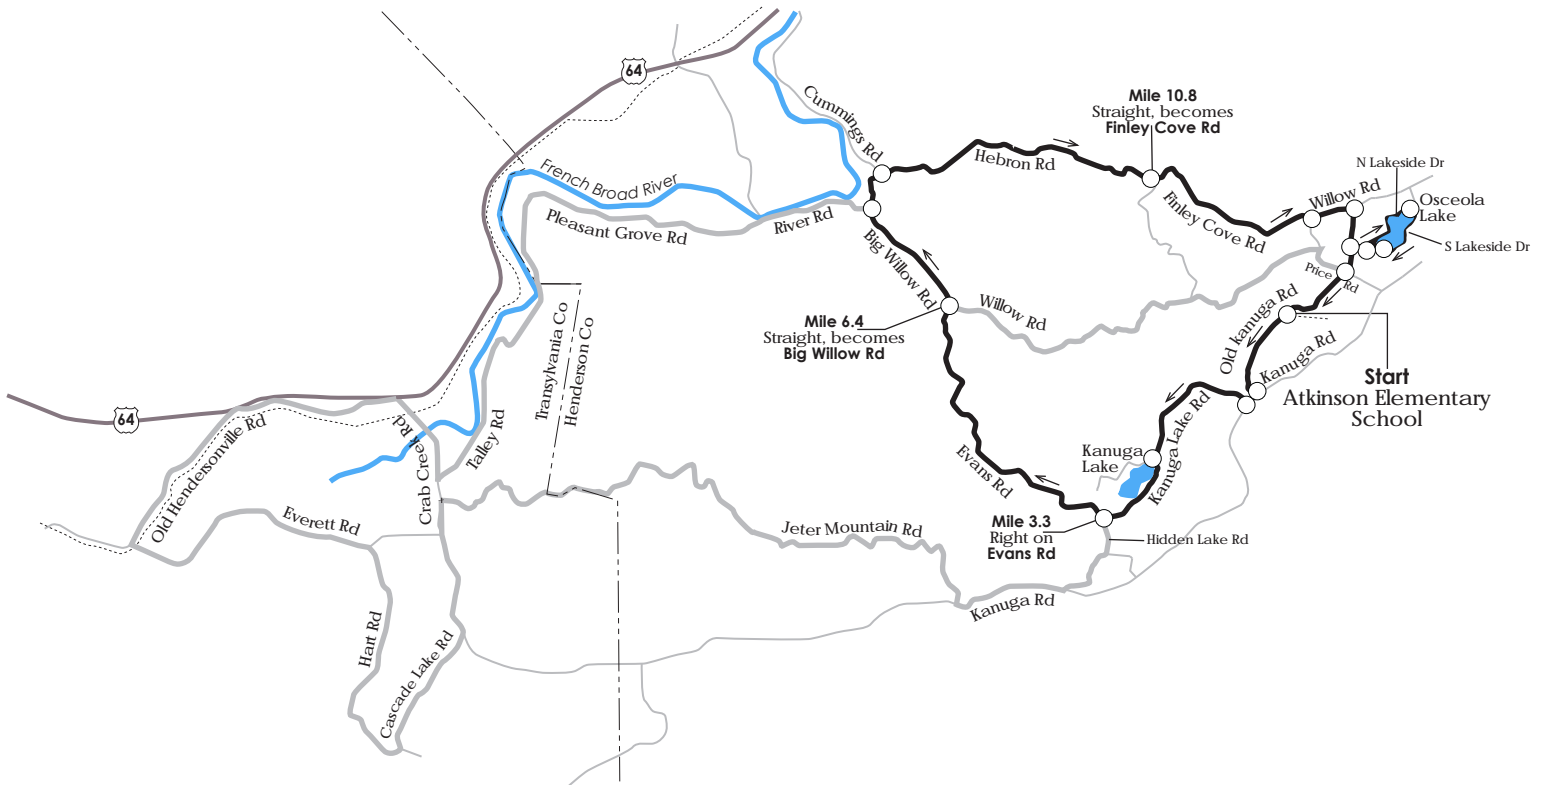 64
Cummings Rd
Mile 10.8
Straight, becomes
Finley Cove Rd
Hebron Rd
N Lakeside Dr
Willow Rd
Osceola
Lake
S Lakeside Dr
French Broad River
Pleasant Grove Rd
River Rd
Finley Cove Rd
Big Willow Rd
Price Rd
Willow Rd
Old kanuga Rd
Mile 6.4
Straight, becomes
Big Willow Rd
Kanuga Rd
Start
Atkinson Elementary
School
Transylvania Co
Henderson Co
64
Old Hendersonville Rd
Crab Creek Rd
Talley Rd
Kanuga Lake Rd
Kanuga
Lake
Evans Rd
Everett Rd
Jeter Mountain Rd
Mile 3.3
Right on
Evans Rd
Hidden Lake Rd
Kanuga Rd
Hart Rd
Cascade Lake Rd